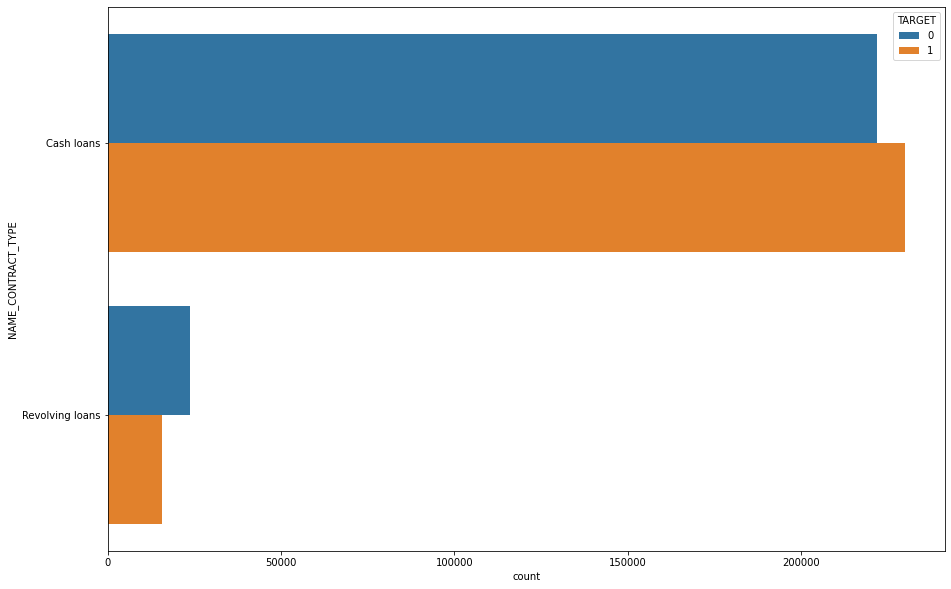 TARGET
0
1
Cash loans
NAME_CONTRACT_TYPE
Revolving loans
0 50000 100000 150000 200000
count